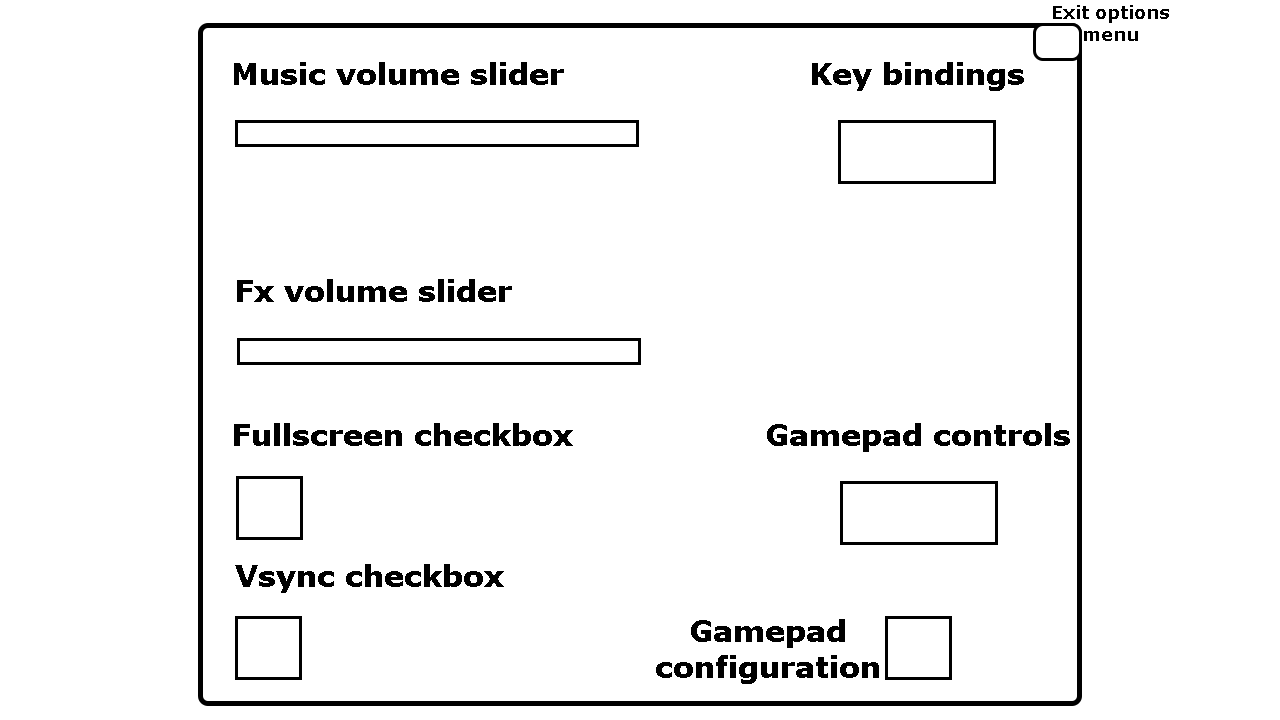 Exit options
menu
Music volume slider
Key bindings
Fx volume slider
Fullscreen checkbox
Gamepad controls
Vsync checkbox
Gamepad
configuration